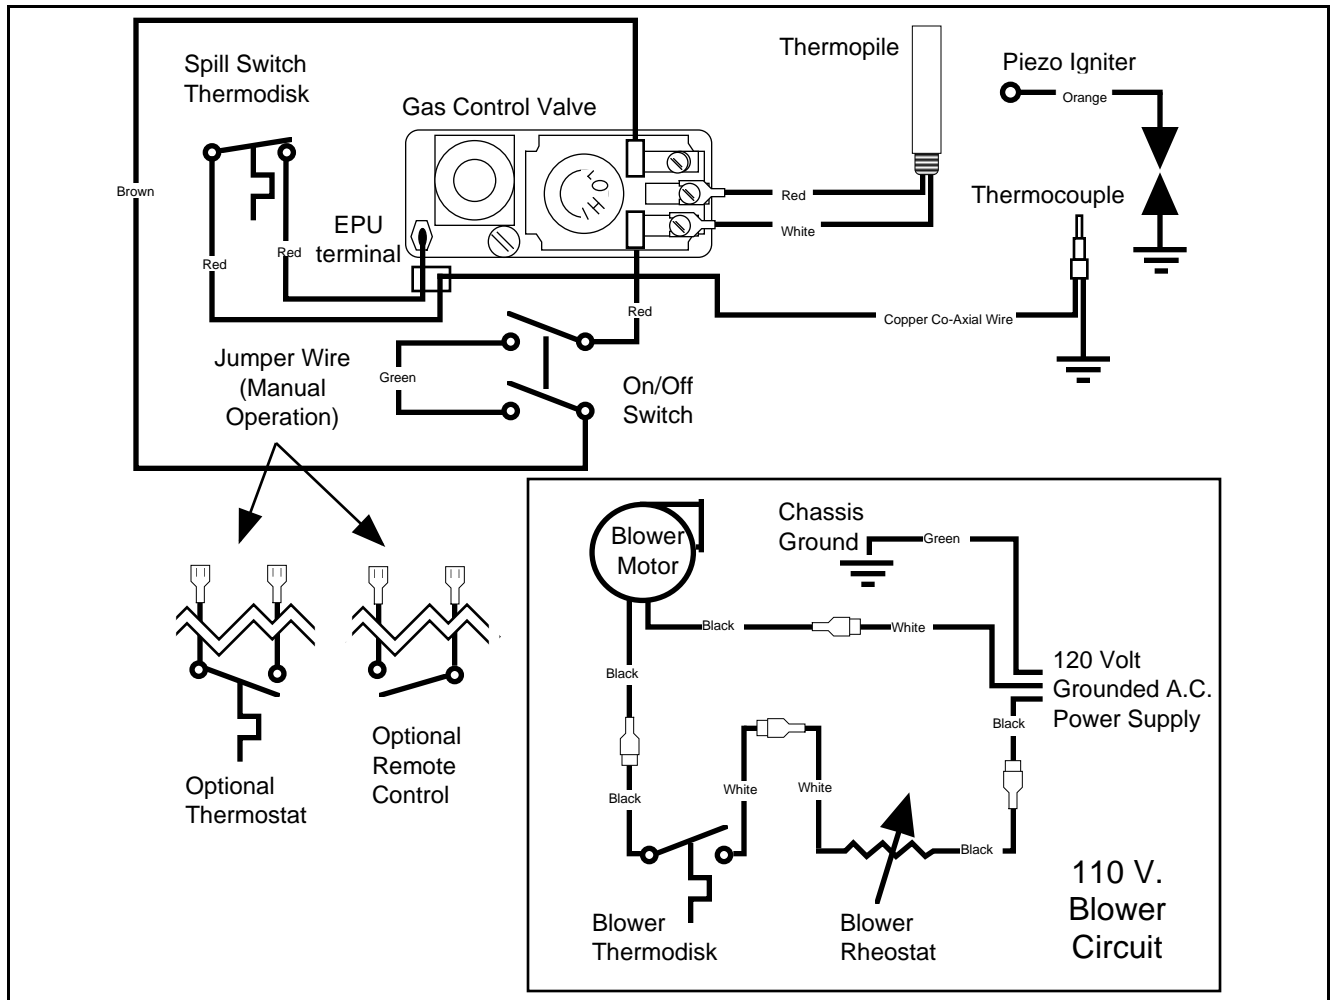 Spill Switch
Thermodisk
Gas Control Valve
Thermopile
Piezo Igniter
Orange
Brown
LO
HI
Red
White
Thermocouple
EPU
terminal
Red
Red
Red
Copper Co-Axial Wire
Jumper Wire
(Manual
Operation)
Green
On/Off
Switch
Optional
Thermostat
Optional
Remote
Control
Blower
Motor
Chassis
Ground
Green
Black
White
120 Volt
Grounded A.C.
Power Supply
Black
Black
Black
White
White
Black
Blower
Thermodisk
Blower
Rheostat
110 V.
Blower
Circuit